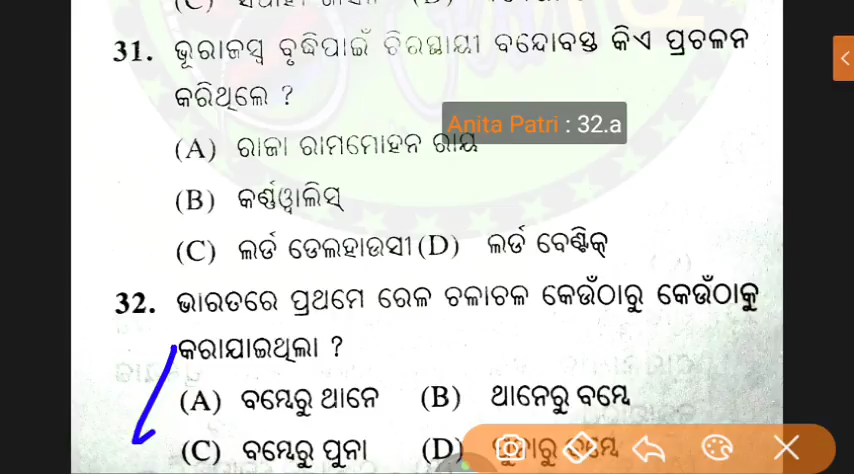 31. ଭୂରାଜସ୍ୱ ବୃଦ୍ଧିପାଇଁ ଚିରସ୍ଥାୟୀ ବନ୍ଦୋବସ୍ତ କିଏ ପ୍ରଚଳନ
କରିଥିଲେ ?
Anita Patri : 32.a
(A) ରାଜା ରାମମୋହନ ରାୟ
(B) କର୍ଣ୍ଣୱାଲିସ୍
(C) ଲର୍ଡ ଡେଲହାଉସୀ (D) ଲର୍ଡ ବେଣ୍ଟିକ୍
32. ଭାରତରେ ପ୍ରଥମେ ରେଳ ଚଳାଚଳ କେଉଁଠାରୁ କେଉଁଠାକୁ
କରାଯାଇଥିଲା ?
(A) ବମ୍ବେରୁ ଥାନେ (B) ଥାନେରୁ ବମ୍ବେ
(C) ବମ୍ବେରୁ ପୁନା (D) ପୁନାରୁ ବମ୍ବେ